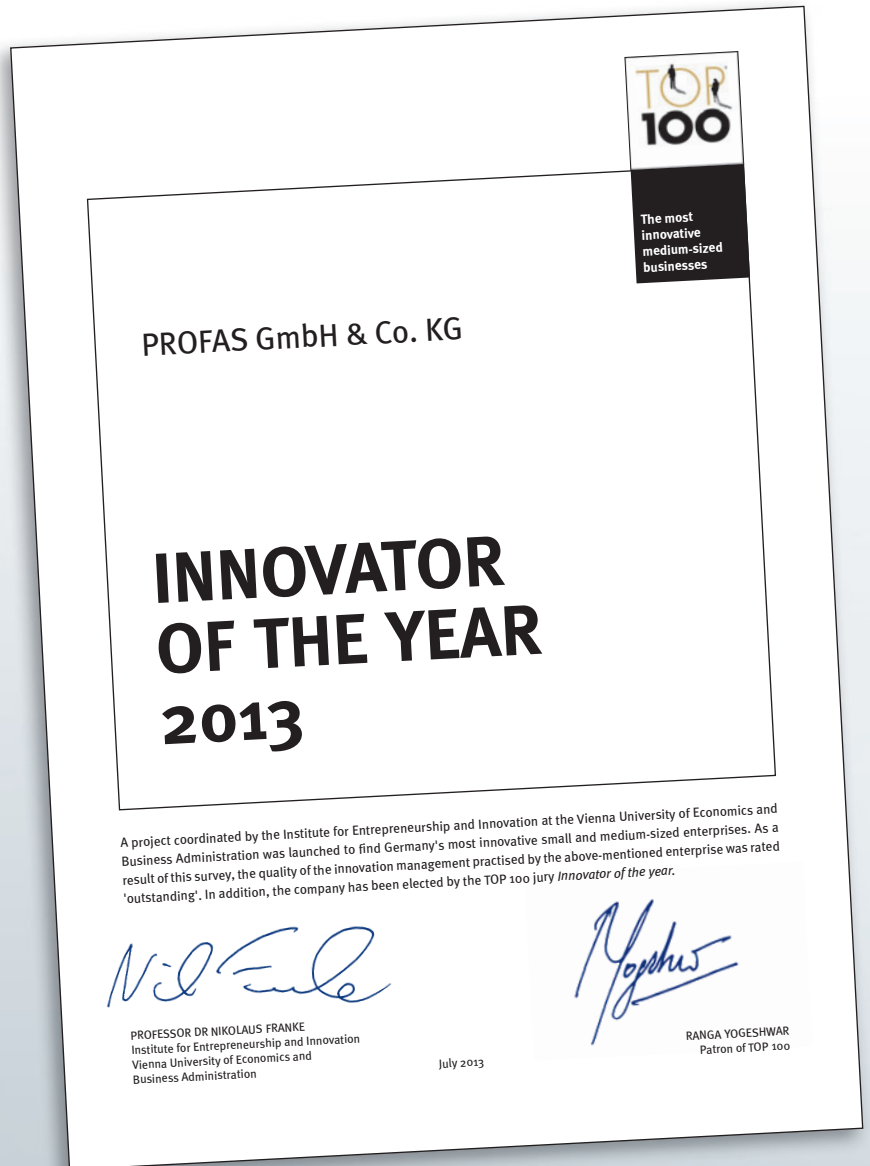 TOP
100
The most
innovative
medium-sized
businesses
PROFAS GmbH & Co. KG
INNOVATOR
OF THE YEAR
2013
A project coordinated by the Institute for Entrepreneurship and Innovation at the Vienna University of Economics and
Business Administration was launched to find Germany's most innovative small and medium-sized enterprises. As a
result of this survey, the quality of the innovation management practised by the above-mentioned enterprise was rated
'outstanding'. In addition, the company has been elected by the TOP 100 jury Innovator of the year.
PROFESSOR DR NIKOLAUS FRANKE
Institute for Entrepreneurship and Innovation
Vienna University of Economics and
Business Administration
July 2013
RANGA YOGESHWAR
Patron of TOP 100